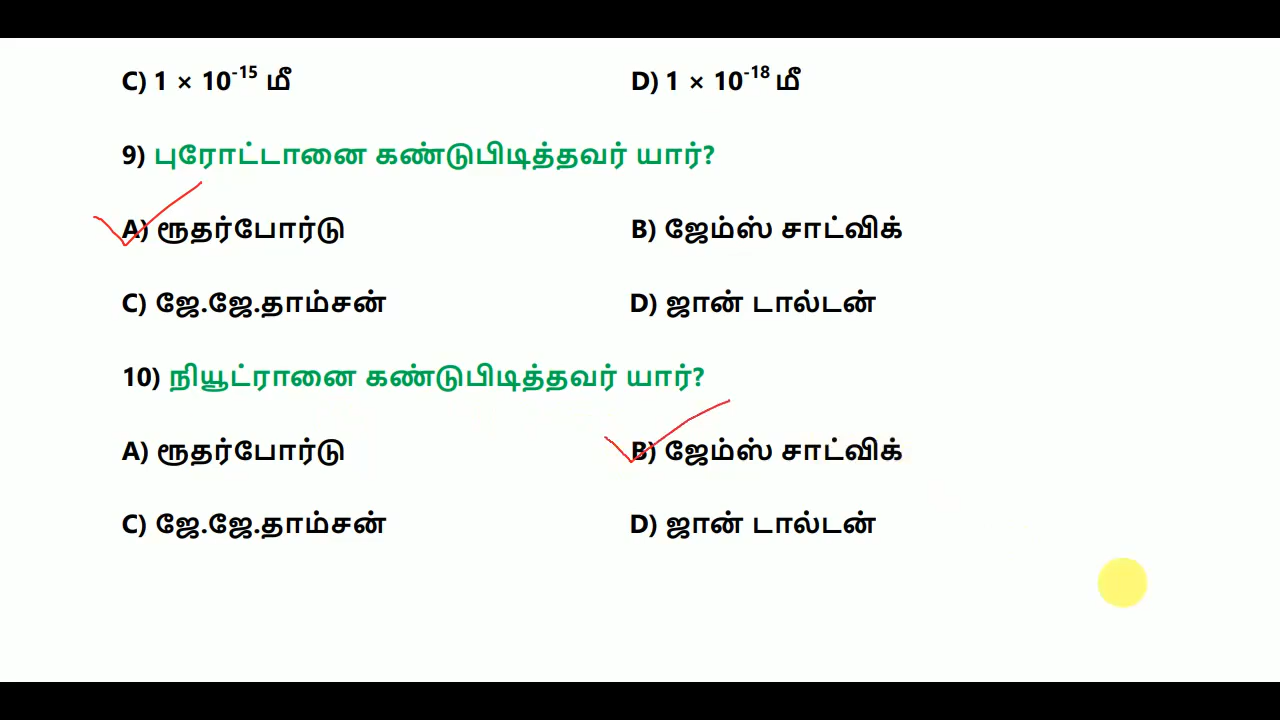 C) 1 × 10⁻¹⁵ மீ D) 1 × 10⁻¹⁸ மீ
9) புரோட்டானை கண்டுபிடித்தவர் யார்?
A) ரூதர்போர்டு B) ஜேம்ஸ் சாட்விக்
C) ஜே.ஜே.தாம்சன் D) ஜான் டால்டன்
10) நியூட்ரானை கண்டுபிடித்தவர் யார்?
A) ரூதர்போர்டு B) ஜேம்ஸ் சாட்விக்
C) ஜே.ஜே.தாம்சன் D) ஜான் டால்டன்